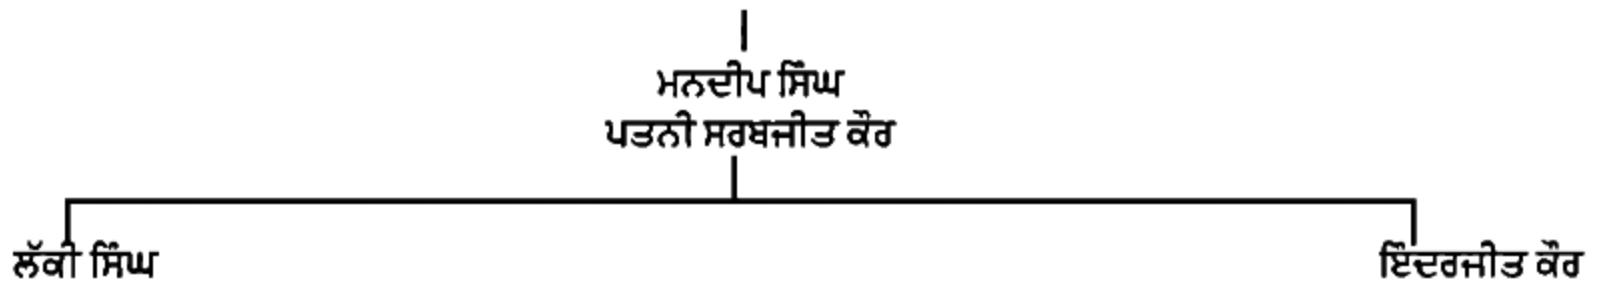 ਮਨਦੀਪ ਸਿੰਘ
ਪਤਨੀ ਸਰਬਜੀਤ ਕੌਰ
ਲੱਕੀ ਸਿੰਘ
ਇੰਦਰਜੀਤ ਕੌਰ